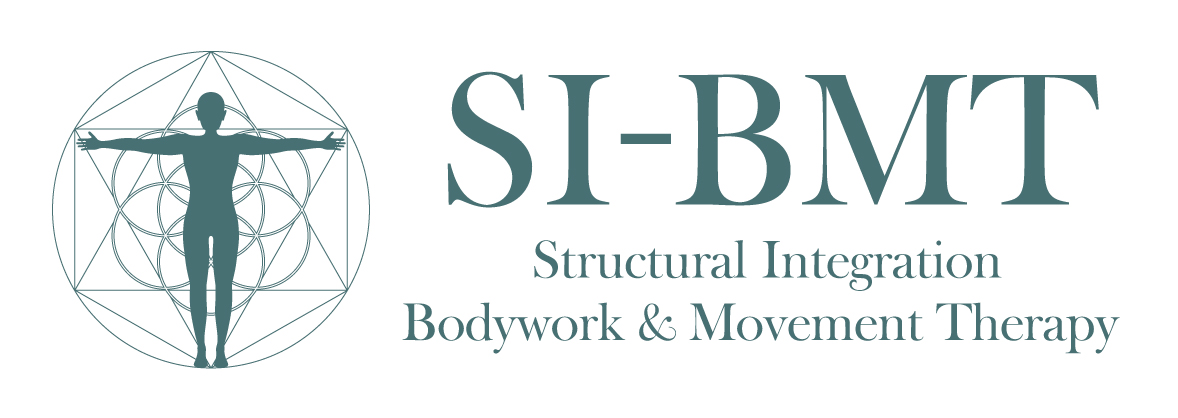 SI-BMT
Structural Integration
Bodywork & Movement Therapy